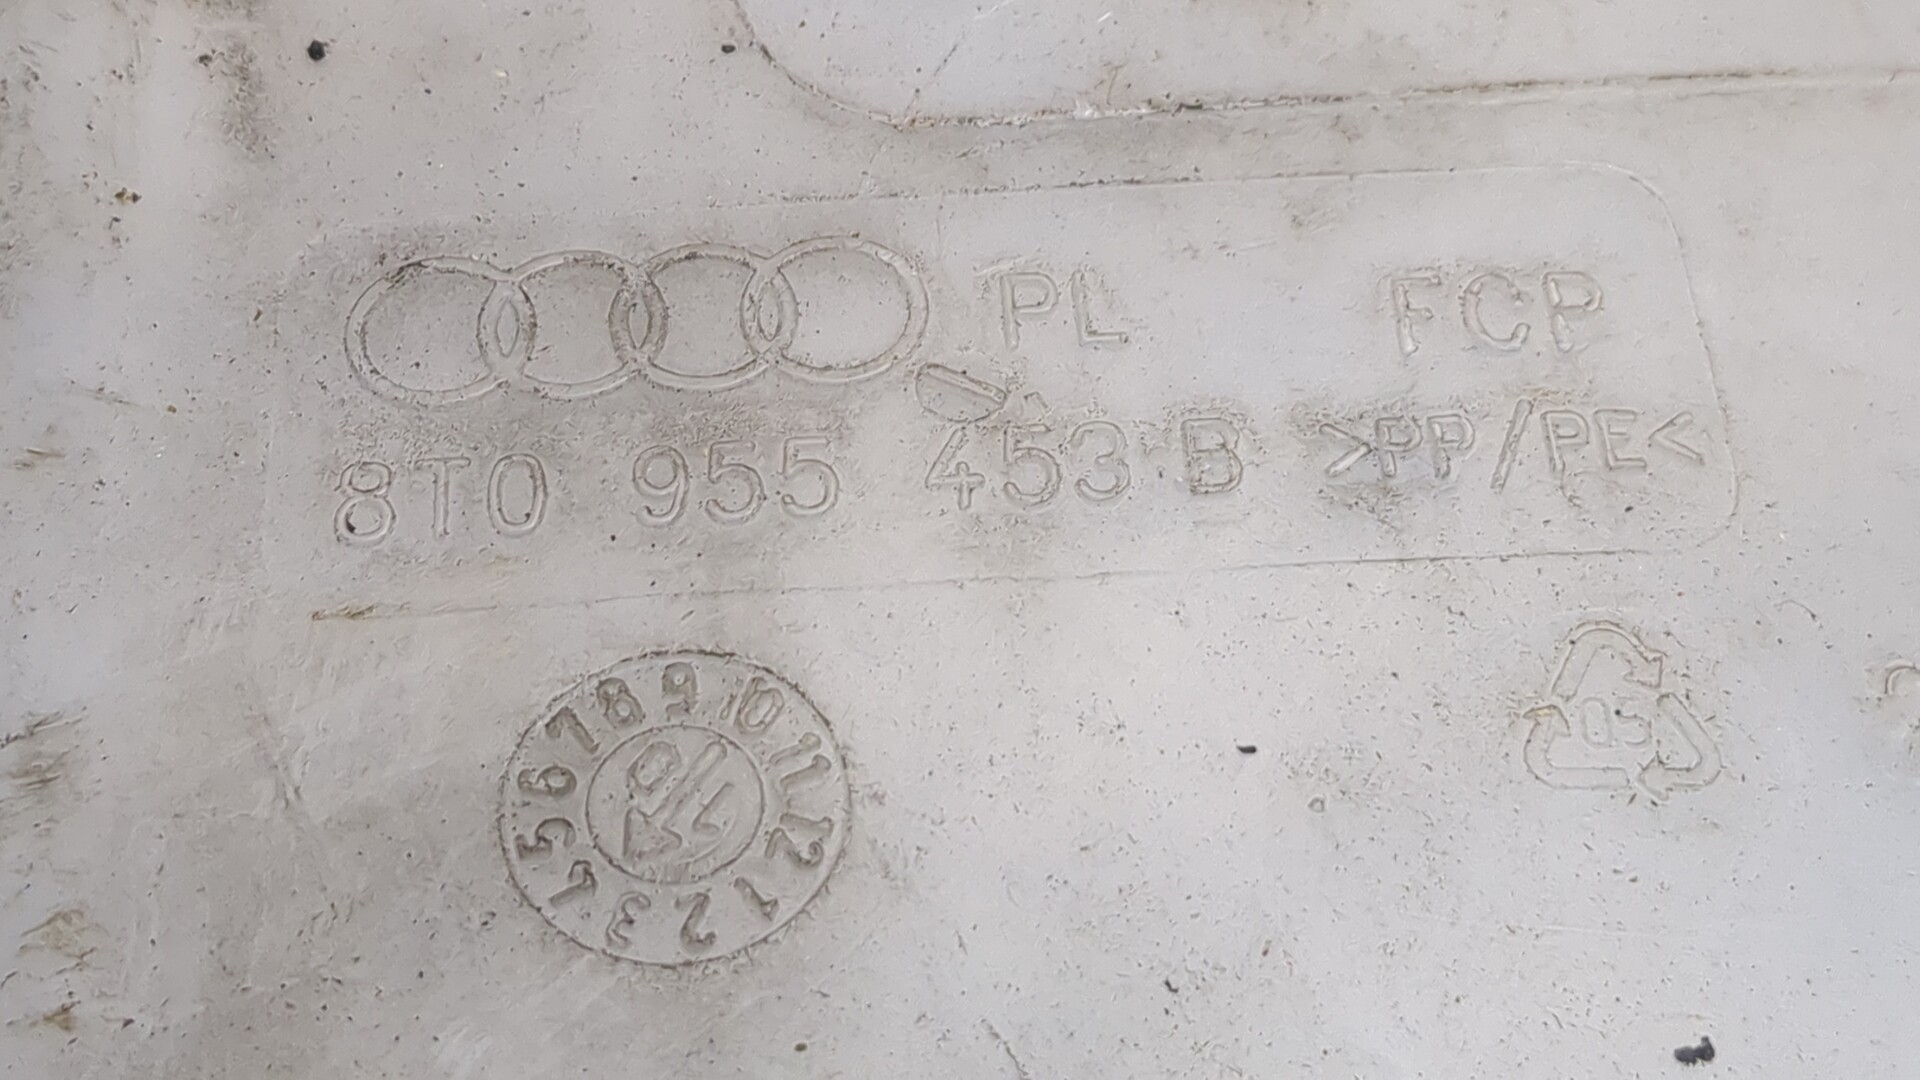 PL FCP
8T0 955 453 B >PP/PE<
05
1 2 3 4 5 6 7 8 9 10 11 12